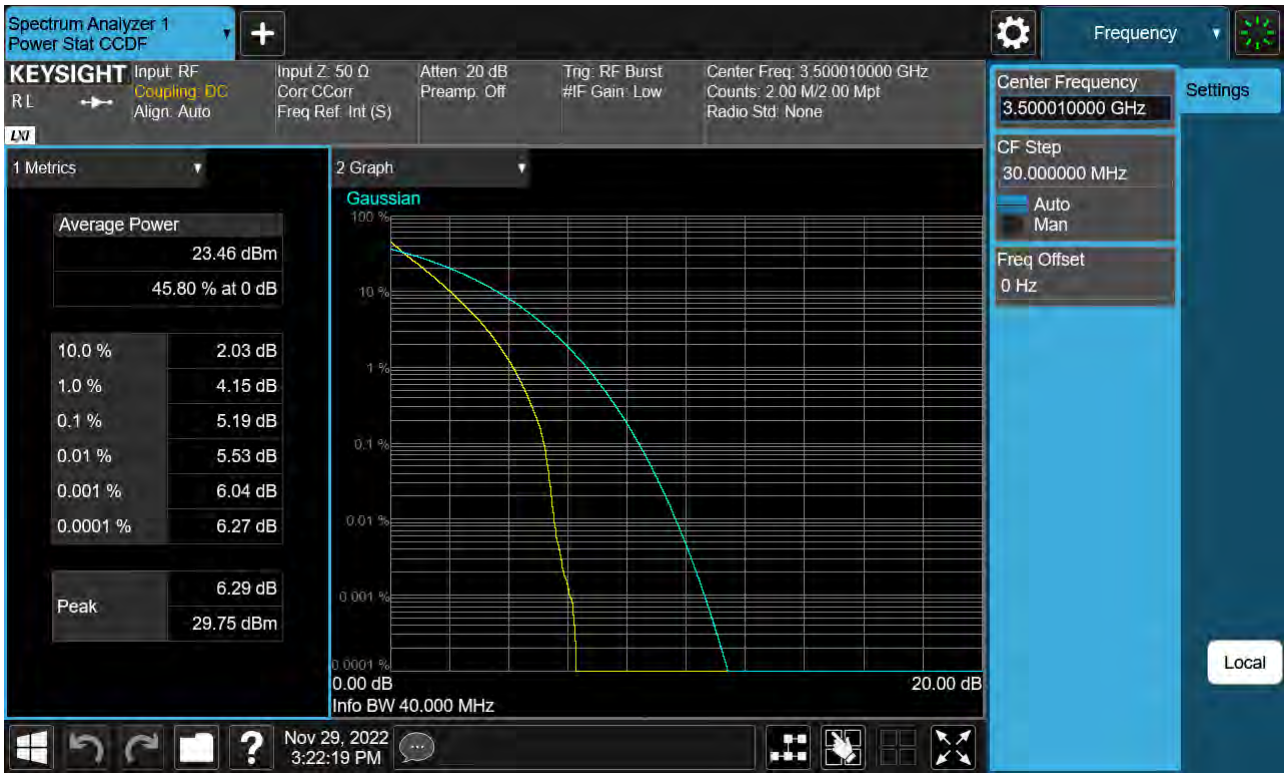 Spectrum Analyzer 1
Power Stat CCDF
Frequency
KEYSIGHT
RL
LXI
Input: RF
Coupling: DC
Align: Auto
Input Z: 50 Ω
Corr CCorr
Freq Ref: Int (S)
Atten: 20 dB
Preamp: Off
Trig: RF Burst
#IF Gain: Low
Center Freq: 3.500010000 GHz
Counts: 2.00 M/2.00 Mpt
Radio Std: None
Center Frequency
3.500010000 GHz
Settings
CF Step
30.000000 MHz
Auto
Man
Freq Offset
0 Hz
Local
1 Metrics
Average Power
23.46 dBm
45.80 % at 0 dB
10.0 % 2.03 dB
1.0 % 4.15 dB
0.1 % 5.19 dB
0.01 % 5.53 dB
0.001 % 6.04 dB
0.0001 % 6.27 dB
Peak
6.29 dB
29.75 dBm
2 Graph
Gaussian
100 %
10 %
1 %
0.1 %
0.01 %
0.001 %
0.0001 %
0.00 dB 20.00 dB
Info BW 40.000 MHz
Nov 29, 2022
3:22:19 PM